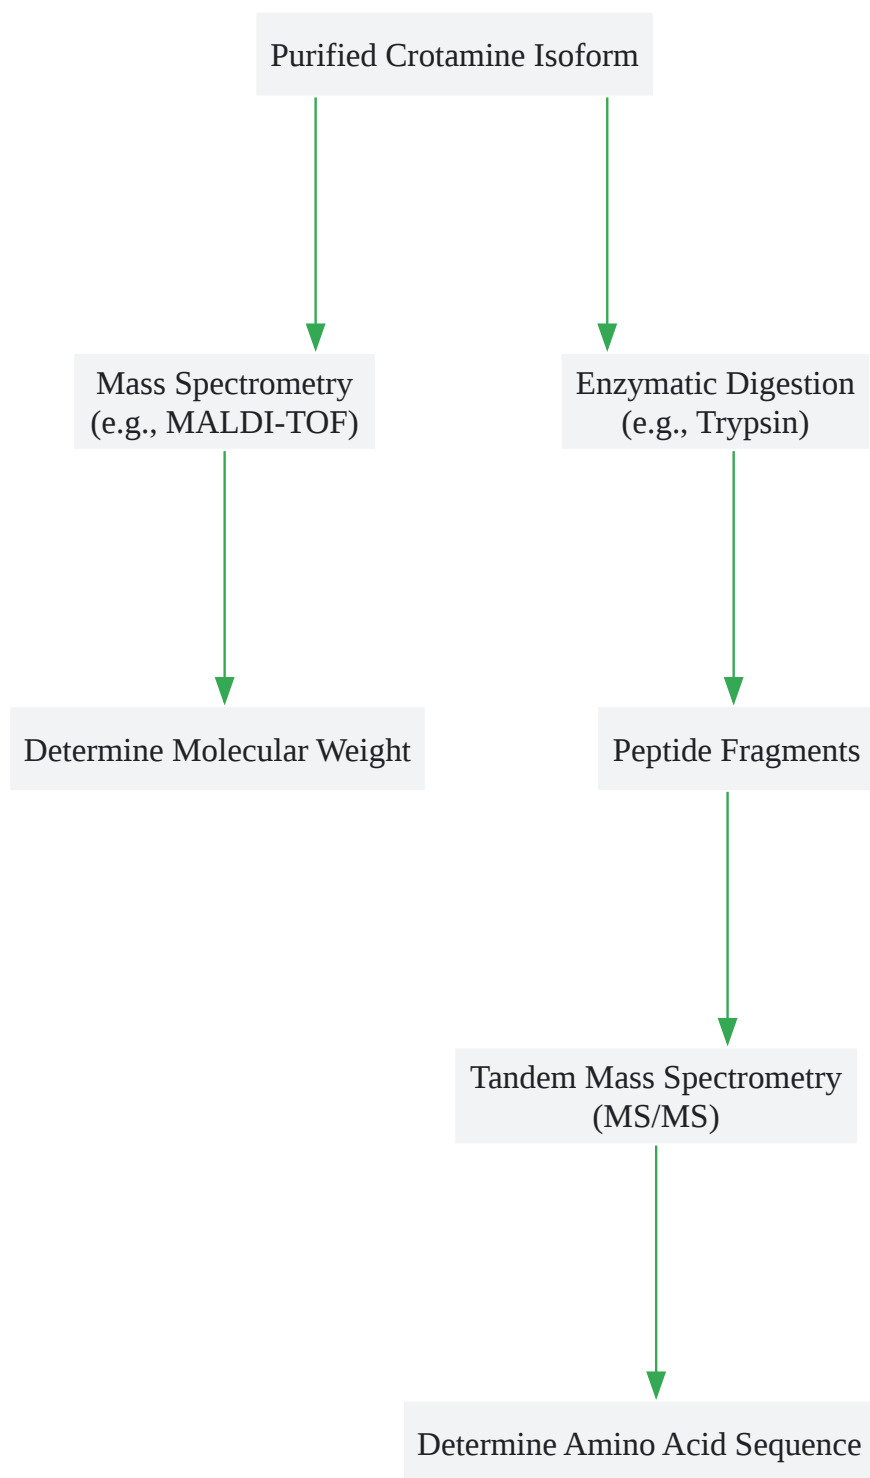 Purified Crotamine Isoform
Mass Spectrometry
(e.g., MALDI-TOF)
Enzymatic Digestion
(e.g., Trypsin)
Determine Molecular Weight
Peptide Fragments
Tandem Mass Spectrometry
(MS/MS)
Determine Amino Acid Sequence